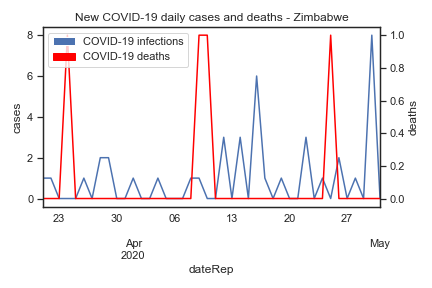 New COVID-19 daily cases and deaths - Zimbabwe
COVID-19 infections
COVID-19 deaths
8
6
4
2
0
cases
1.0
0.8
0.6
0.4
0.2
0.0
deaths
23 30 06 13 20 27
Apr May
2020
dateRep